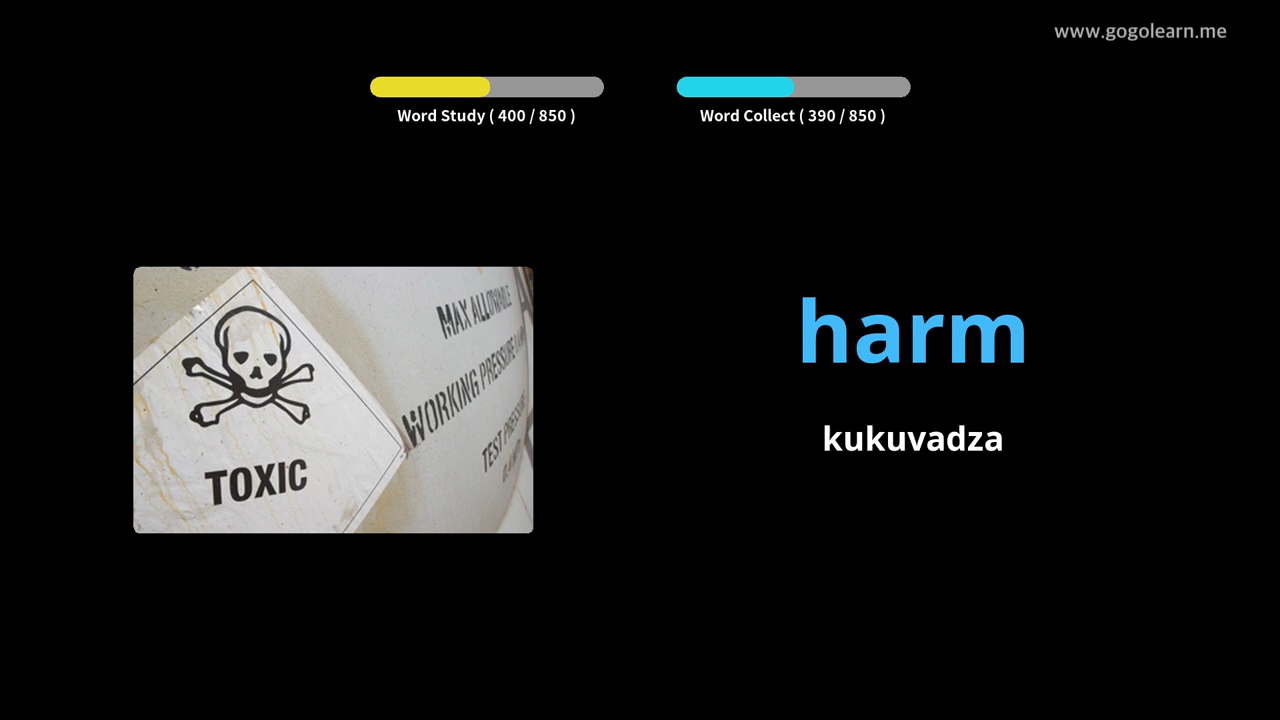 www.gogolearn.me
Word Study ( 400 / 850 )
Word Collect ( 390 / 850 )
MAX ALLOWABLE
WORKING PRESSURE
TEST PRESSURE
TOXIC
harm
kukuvadza